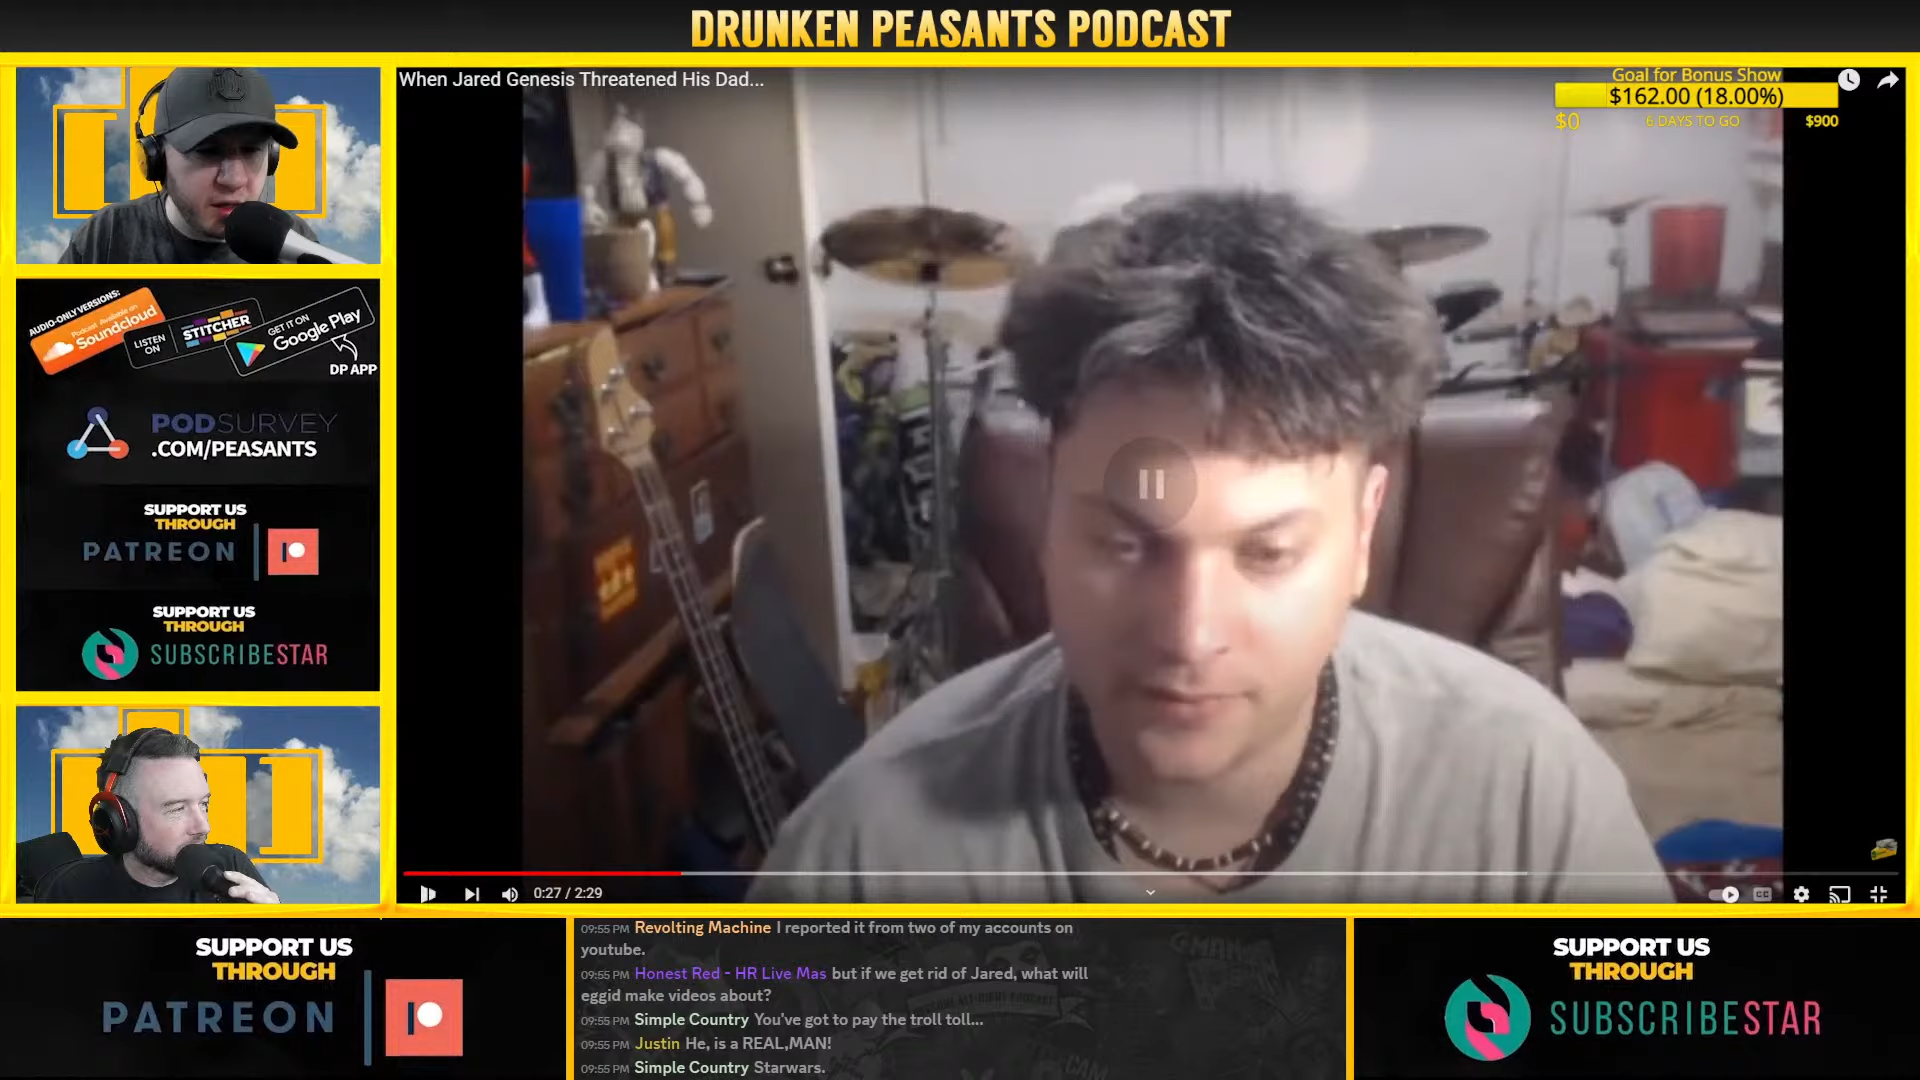 DRUNKEN PEASANTS PODCAST
When Jared Genesis Threatened His Dad...
Goal for Bonus Show
$162.00 (18.00%)
$0
6 DAYS TO GO
$900
AUDIO-ONLY VERSIONS:
Podcast Available on
Soundcloud
LISTEN
ON
STITCHER
GET IT ON
Google Play
DP APP
PODSURVEY
.COM/PEASANTS
SUPPORT US
THROUGH
PATREON
SUPPORT US
THROUGH
SUBSCRIBESTAR
0:27 / 2:29
CC
SUPPORT US
THROUGH
PATREON
09:55 PM Revolting Machine I reported it from two of my accounts on
youtube.
09:55 PM Honest Red - HR Live Mas but if we get rid of Jared, what will
eggid make videos about?
09:55 PM Simple Country You've got to pay the troll toll...
09:55 PM Justin He, is a REAL,MAN!
09:55 PM Simple Country Starwars.
SUPPORT US
THROUGH
SUBSCRIBESTAR